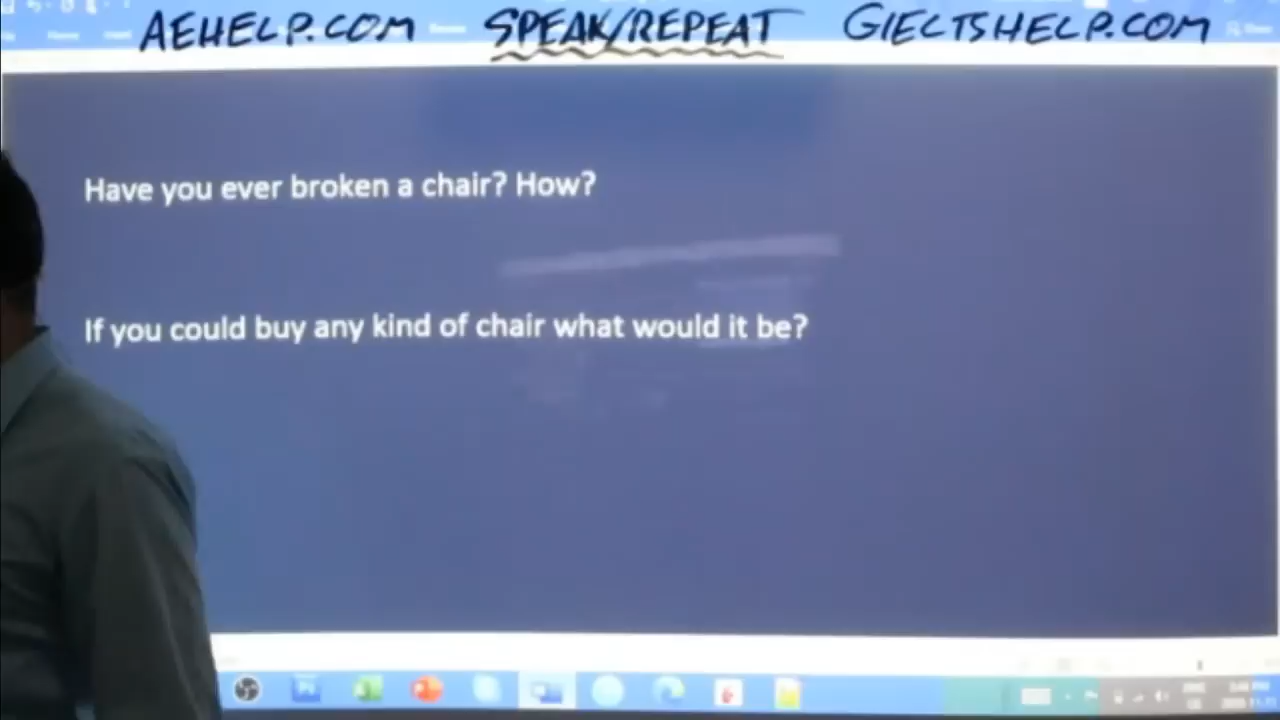 AEHELP.COM SPEAK/REPEAT GIELTSHELP.COM
Have you ever broken a chair? How?
If you could buy any kind of chair what would it be?